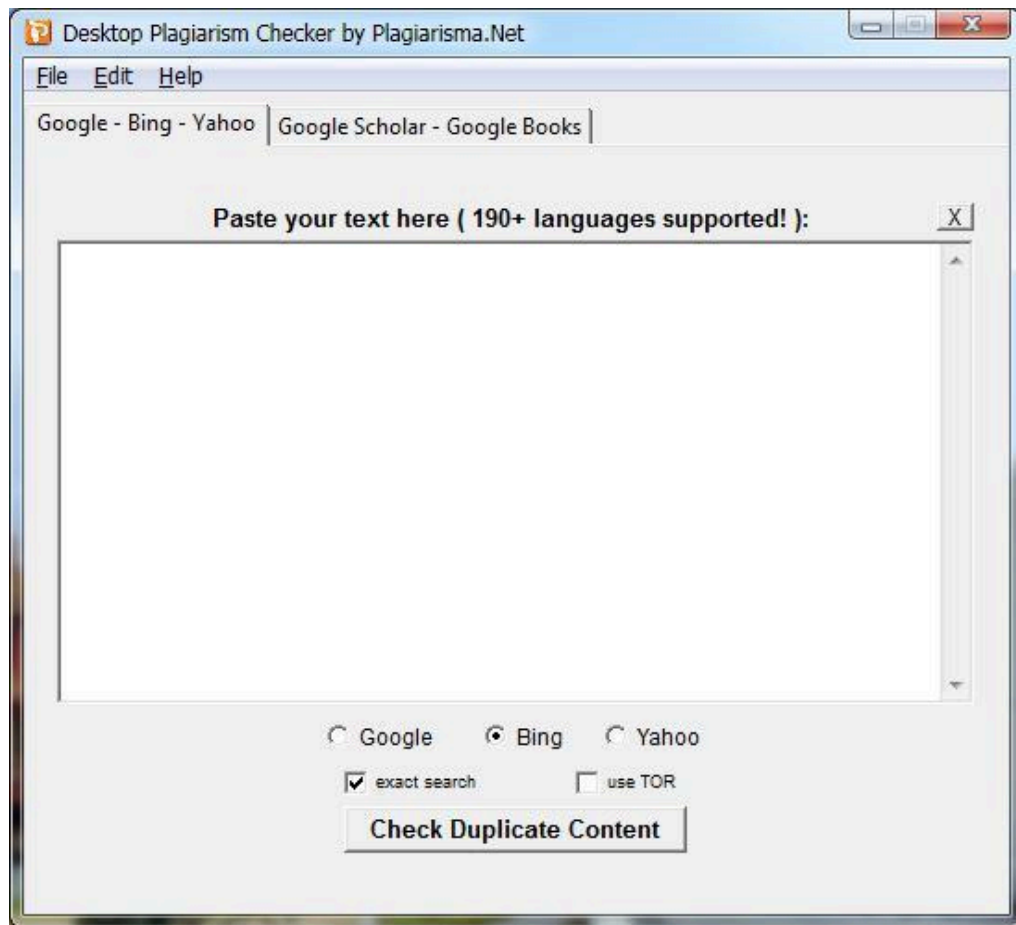 Desktop Plagiarism Checker by Plagiarisma.Net
File Edit Help
Google - Bing - Yahoo Google Scholar - Google Books
Paste your text here ( 190+ languages supported! ): X
Google Bing Yahoo
exact search use TOR
Check Duplicate Content